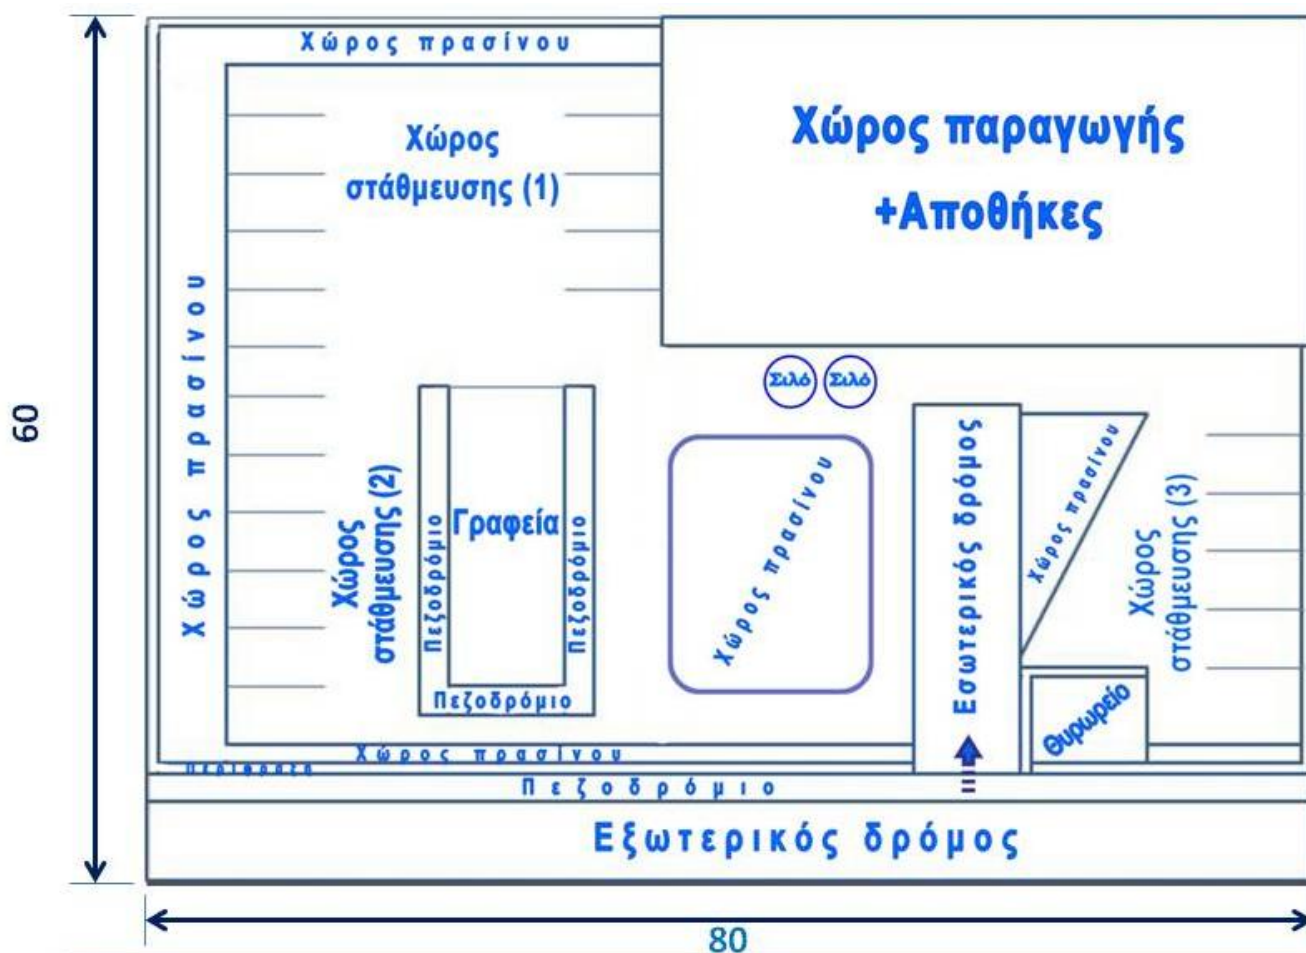 Χώρος πρασίνου
Χώρος
στάθμευσης (1)
Χώρος παραγωγής
+Αποθήκες
Χώρος πρασίνου
60
Σιλό
Σιλό
Χώρος
στάθμευσης (2)
Πεζοδρόμιο
Γραφεία
Πεζοδρόμιο
Πεζοδρόμιο
Χώρος πρασίνου
Εσωτερικός δρόμος
Χώρος πρασίνου
Χώρος
στάθμευσης (3)
Θυρωρείο
Χώρος πρασίνου
Περίφραξη
Πεζοδρόμιο
Εξωτερικός δρόμος
80